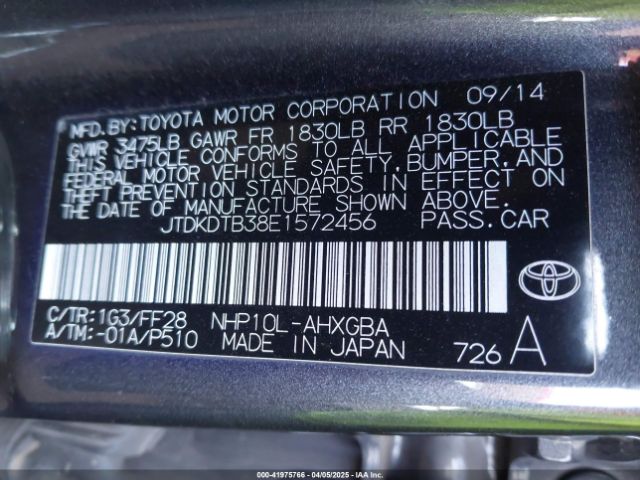 MFD.BY:TOYOTA MOTOR CORPORATION 09/14
GVWR 3475LB GAWR FR 1830LB RR 1830LB
THIS VEHICLE CONFORMS TO ALL APPLICABLE
FEDERAL MOTOR VEHICLE SAFETY,BUMPER,AND
THEFT PREVENTION STANDARDS IN EFFECT ON
THE DATE OF MANUFACTURE SHOWN ABOVE.
JTDKDTB38E1572456 PASS.CAR
C/TR:1G3/FF28 NHP10L-AHXGBA
A/TM:-01A/P510 MADE IN JAPAN 726 A
TOYOTA
000-41975766 - 04/05/2025 - IAAI, Inc.